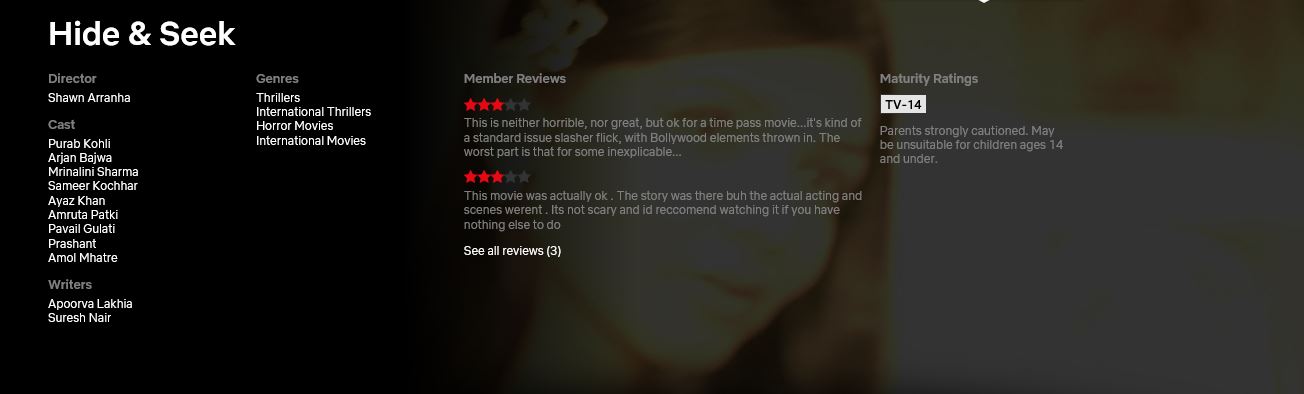 Hide & Seek
Director
Shawn Arranha
Cast
Purab Kohli
Arjan Bajwa
Mrinalini Sharma
Sameer Kochhar
Ayaz Khan
Amruta Patki
Pavail Gulati
Prashant
Amol Mhatre
Writers
Apoorva Lakhia
Suresh Nair
Genres
Thrillers
International Thrillers
Horror Movies
International Movies
Member Reviews
This is neither horrible, nor great, but ok for a time pass movie...it's kind of
a standard issue slasher flick, with Bollywood elements thrown in. The
worst part is that for some inexplicable...
This movie was actually ok . The story was there buh the actual acting and
scenes werent . Its not scary and id reccomend watching it if you have
nothing else to do
See all reviews (3)
Maturity Ratings
TV-14
Parents strongly cautioned. May
be unsuitable for children ages 14
and under.